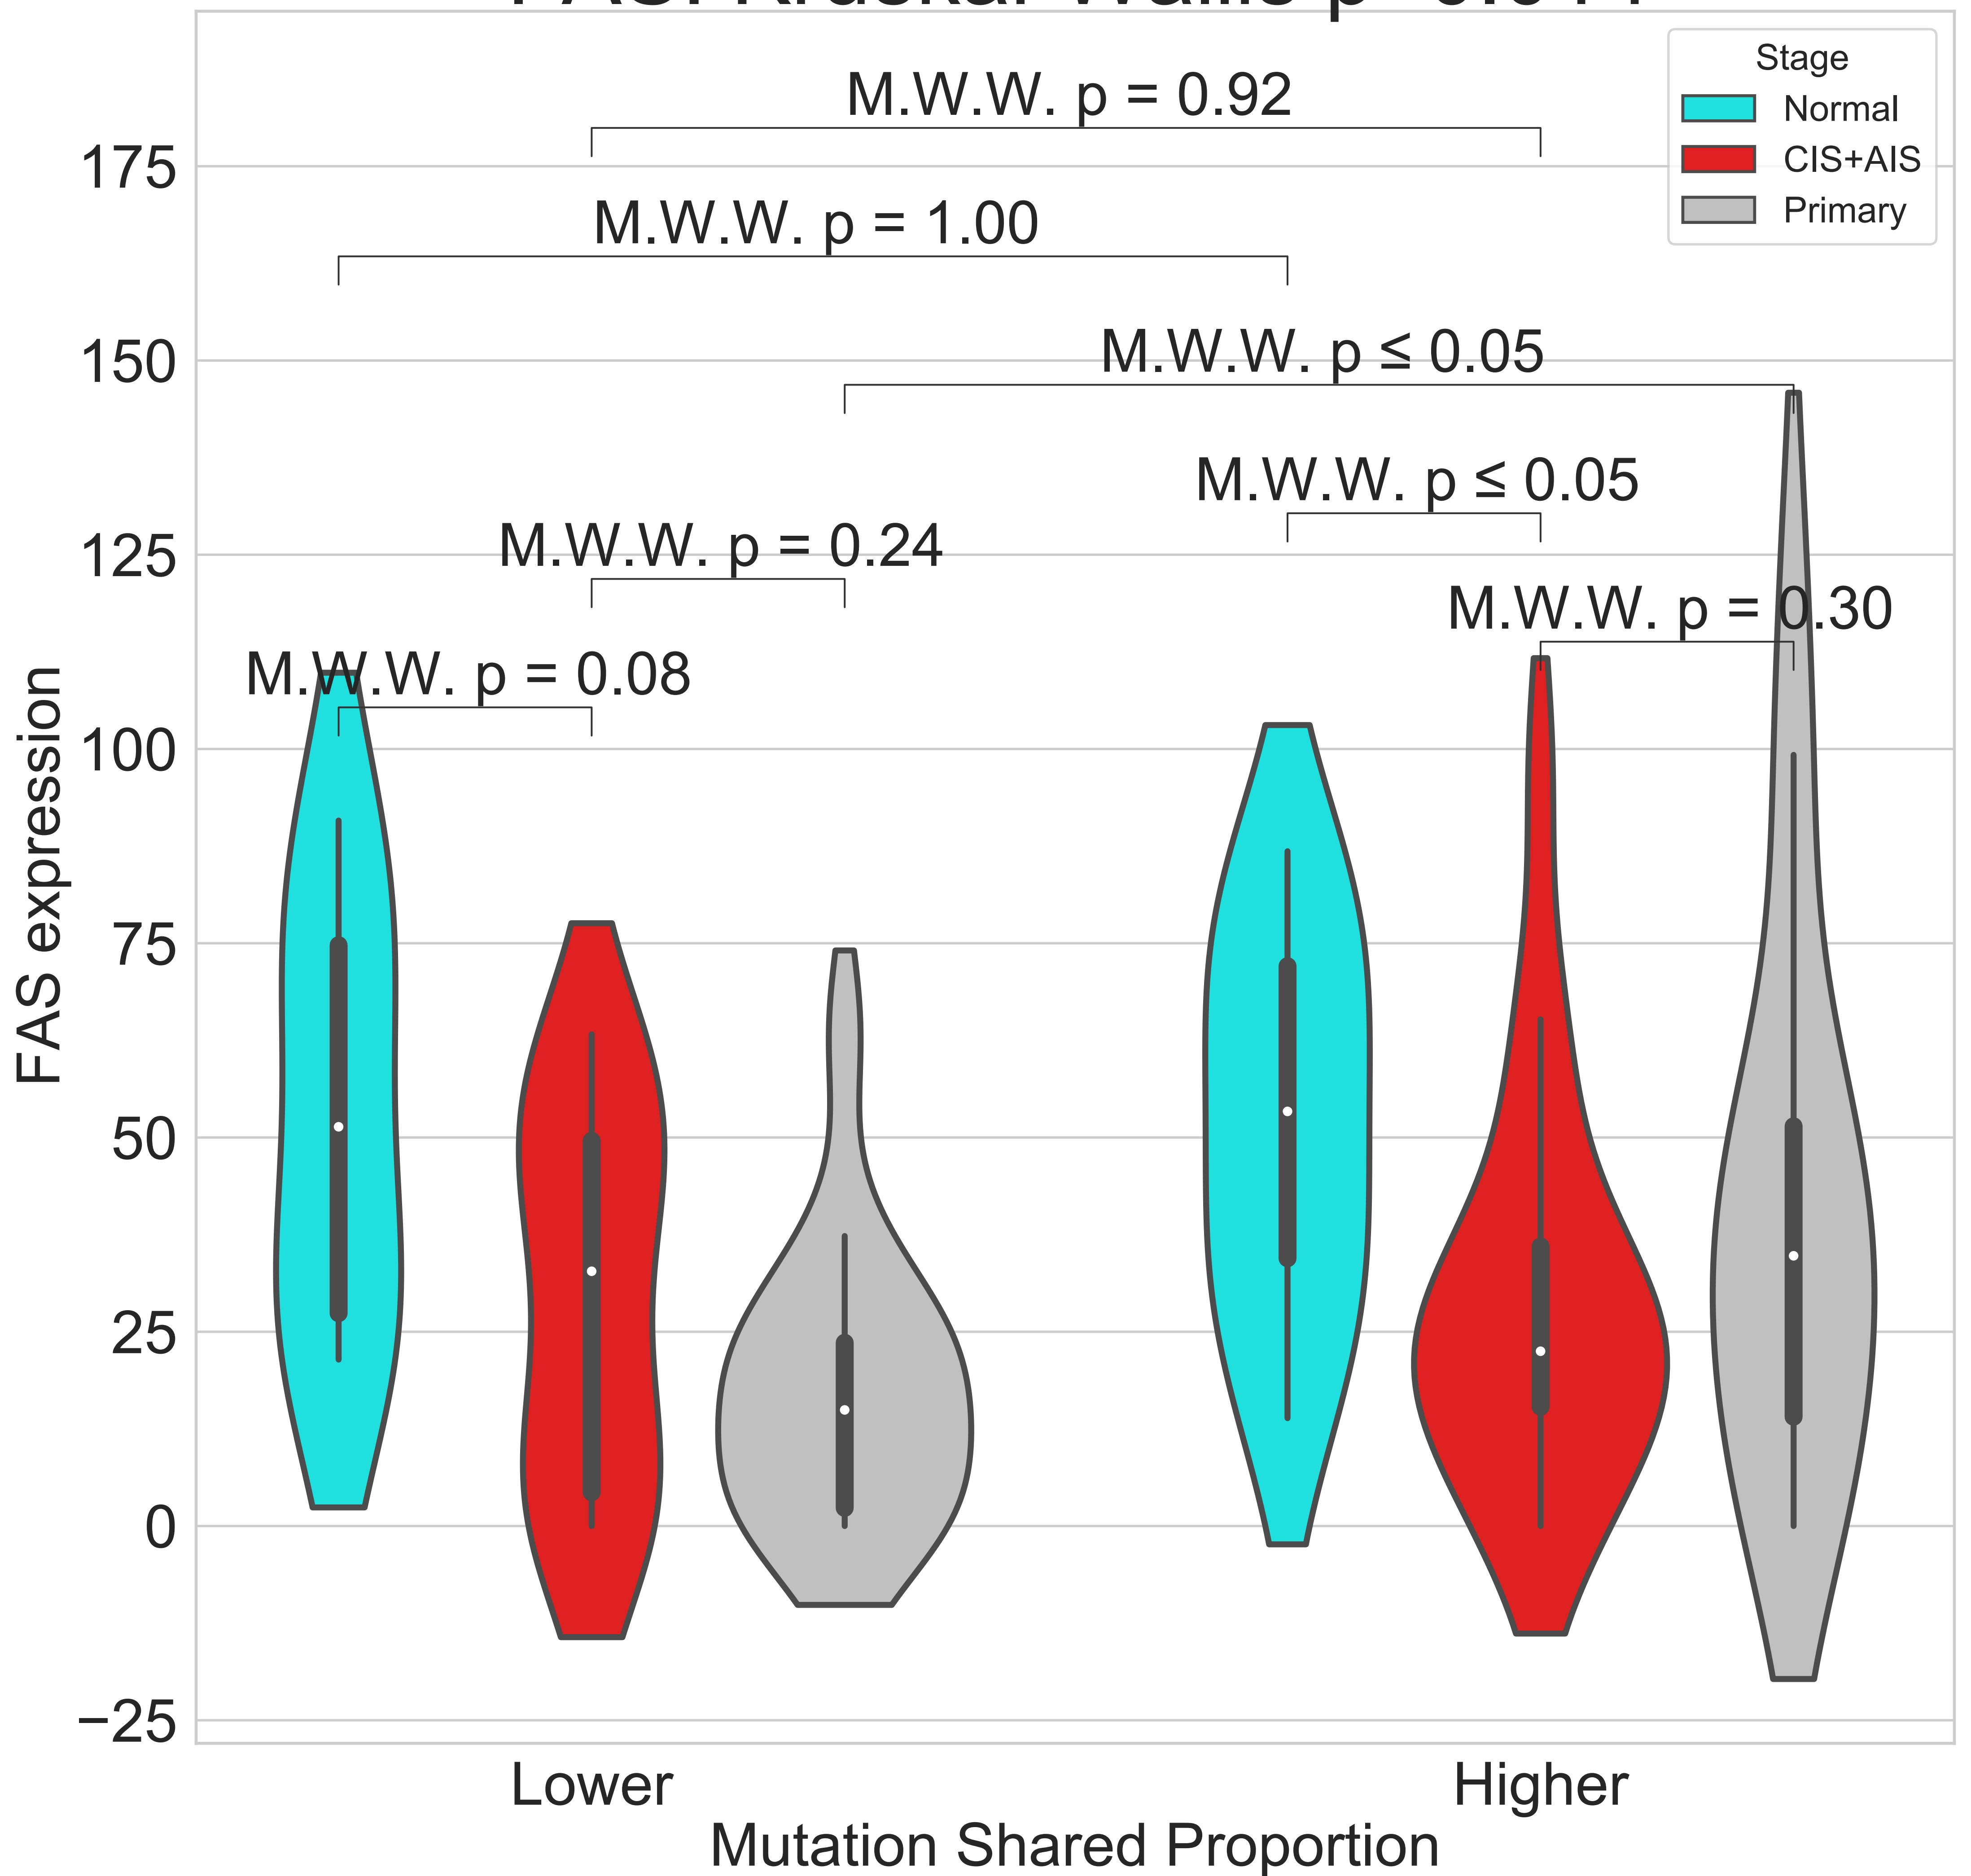 Stage
Normal
CIS+AIS
Primary
M.W.W. p = 0.92
M.W.W. p = 1.00
M.W.W. p ≤ 0.05
M.W.W. p ≤ 0.05
M.W.W. p = 0.24
M.W.W. p = 0.30
M.W.W. p = 0.08
FAS expression
175
150
125
100
75
50
25
0
−25
Lower
Higher
Mutation Shared Proportion